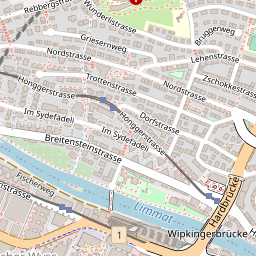 Rebbergstrasse
Wunderlistrasse
Griesernweg
Nordstrasse
Bruggerweg
Lehenstrasse
Trottenstrasse
Zschokkestrasse
Nordstrasse
Hönggerstrasse
Hönggerstrasse
Dorfstrasse
Im Sydefädeli
Im Sydefädeli
Breitensteinstrasse
Fischerweg
Limmat
Hardbrücke
1
Wipkingerbrücke